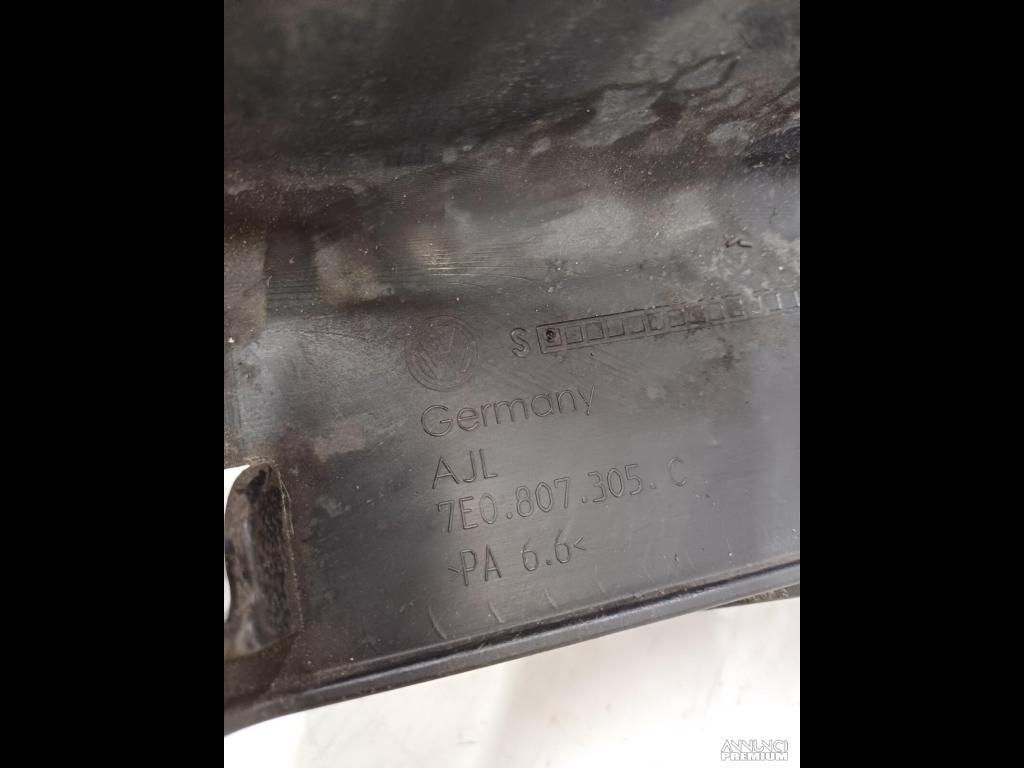 S
Germany
AJL
7E0.807.305. C
>PA 6.6<
ANNUNCI
PREMIUM